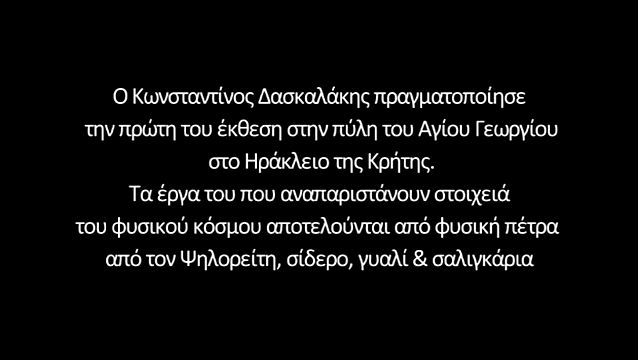 Ο Κωνσταντίνος Δασκαλάκης πραγματοποίησε
την πρώτη του έκθεση στην πύλη του Αγίου Γεωργίου
στο Ηράκλειο της Κρήτης.
Τα έργα του που αναπαριστάνουν στοιχειά
του φυσικού κόσμου αποτελούνται από φυσική πέτρα
από τον Ψηλορείτη, σίδερο, γυαλί & σαλιγκάρια